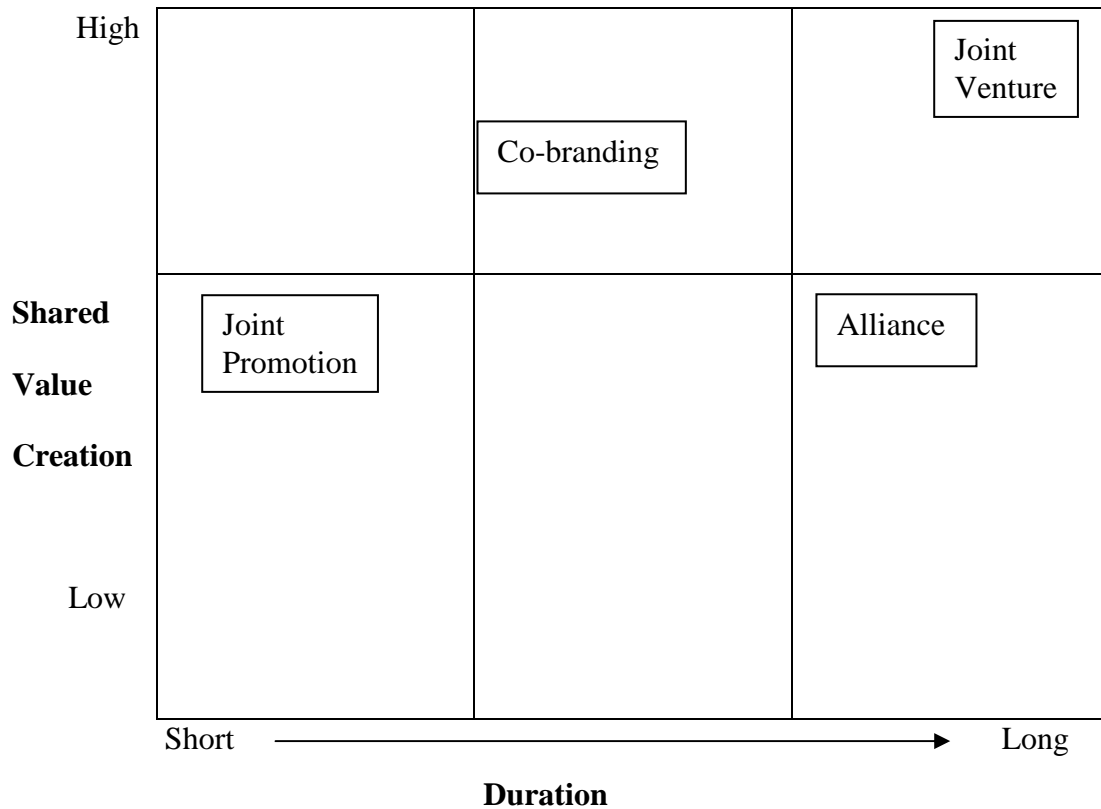 High
Joint
Venture
Co-branding
Shared
Value
Creation
Joint
Promotion
Alliance
Low
Short
Long
Duration